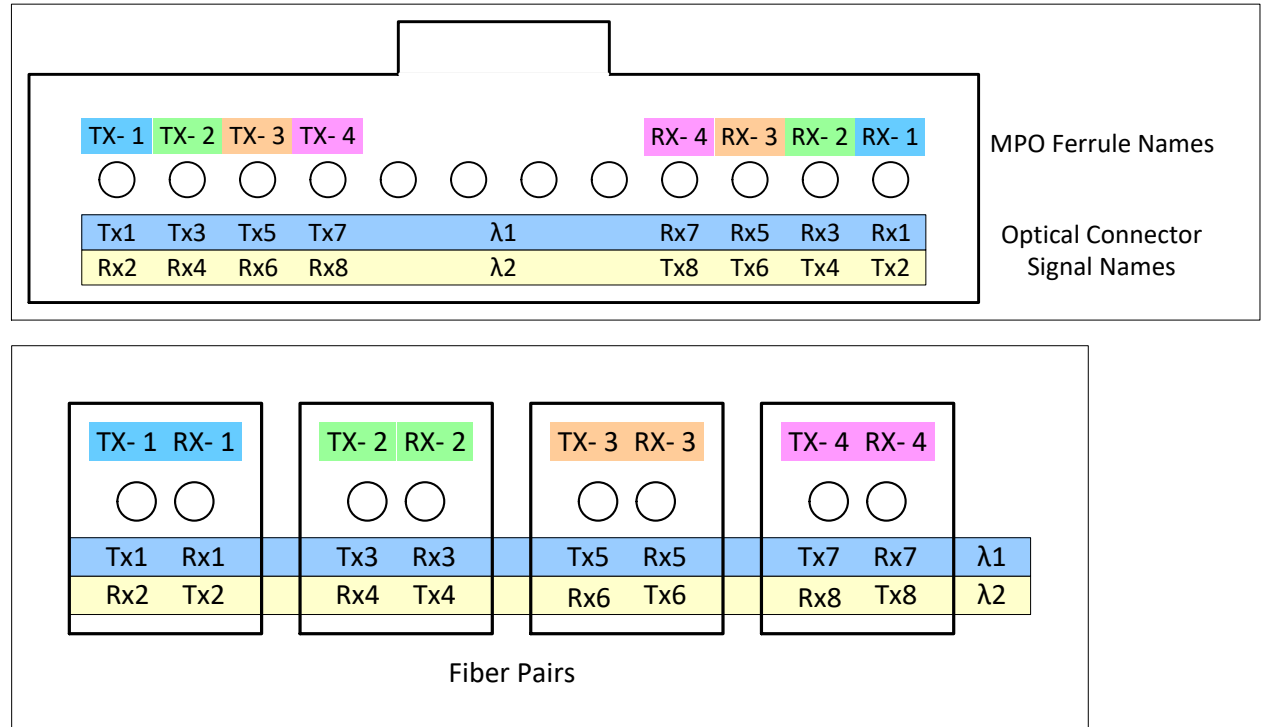 TX- 1 TX- 2 TX- 3 TX- 4 RX- 4 RX- 3 RX- 2 RX- 1
MPO Ferrule Names
Tx1 Tx3 Tx5 Tx7 λ1 Rx7 Rx5 Rx3 Rx1
Rx2 Rx4 Rx6 Rx8 λ2 Tx8 Tx6 Tx4 Tx2
Optical Connector
Signal Names
TX- 1 RX- 1 TX- 2 RX- 2 TX- 3 RX- 3 TX- 4 RX- 4
Tx1 Rx1 Tx3 Rx3 Tx5 Rx5 Tx7 Rx7 λ1
Rx2 Tx2 Rx4 Tx4 Rx6 Tx6 Rx8 Tx8 λ2
Fiber Pairs